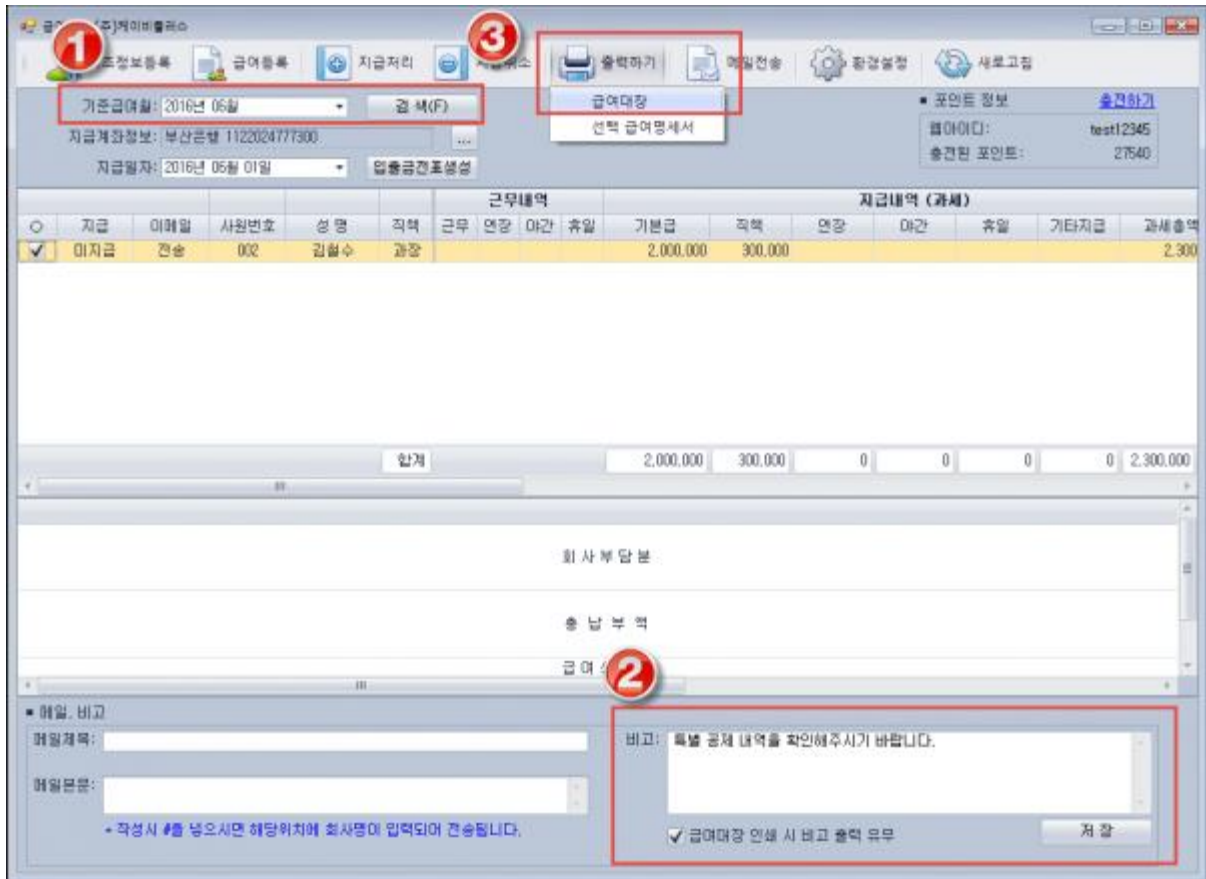 (주)케이비플러스
급여등록 지급처리 출력하기 메일전송 환경설정 새로고침
급여대장
선택 급여명세서
기준급여월: 2016년 05월 검 색(F)
지급계좌정보: 부산은행 1122024777300 ...
지급일자: 2016년 05월 01일 입출금전표생성
■ 포인트 정보 충전하기
웹아이디: test12345
충전된 포인트: 27540
근무내역 지급내역 (과세)
지급 이메일 사원번호 성 명 직책 근무 연장 야간 휴일 기본급 직책 연장 야간 휴일 기타지급 과세총액
미지급 전송 002 김철수 과장 2,000,000 300,000 2,300
합계 2,000,000 300,000 0 0 0 0 2,300,000
회 사 부 담 분
총 납 부 액
급 여
■ 메일, 비고
메일제목:
메일본문:
* 작성시 #을 넣으시면 해당위치에 회사명이 입력되어 전송됩니다.
비고: 특별 공제 내역을 확인해주시기 바랍니다.
급여대장 인쇄 시 비고 출력 유무
저 장
1
2
3